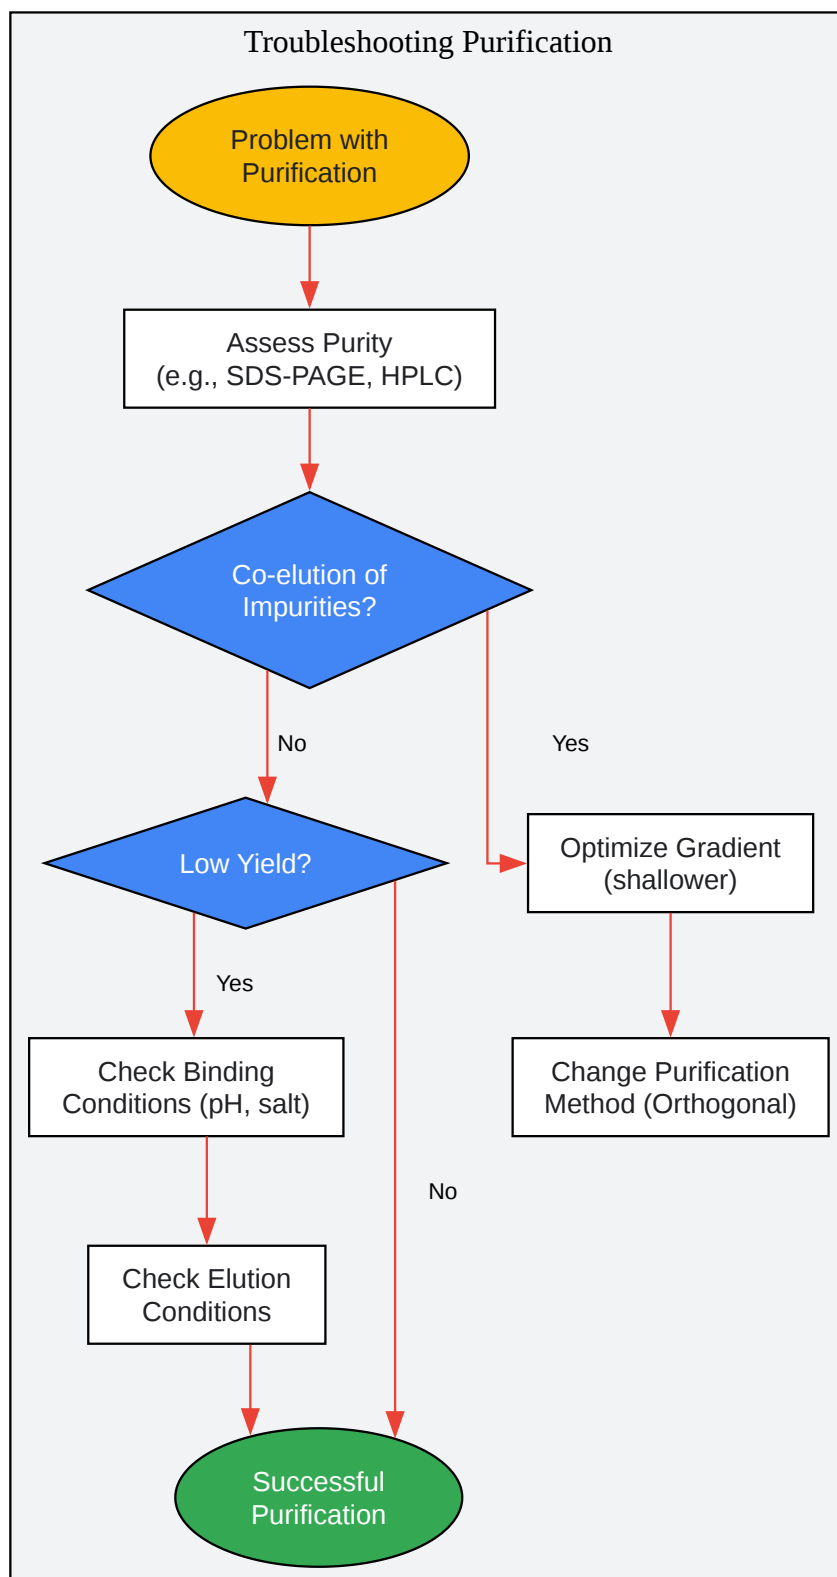 Troubleshooting Purification
Problem with
Purification
Assess Purity
(e.g., SDS-PAGE, HPLC)
Co-elution of
Impurities?
No
Yes
Low Yield?
Optimize Gradient
(shallower)
Yes
Check Binding
Conditions (pH, salt)
Change Purification
Method (Orthogonal)
No
Check Elution
Conditions
Successful
Purification